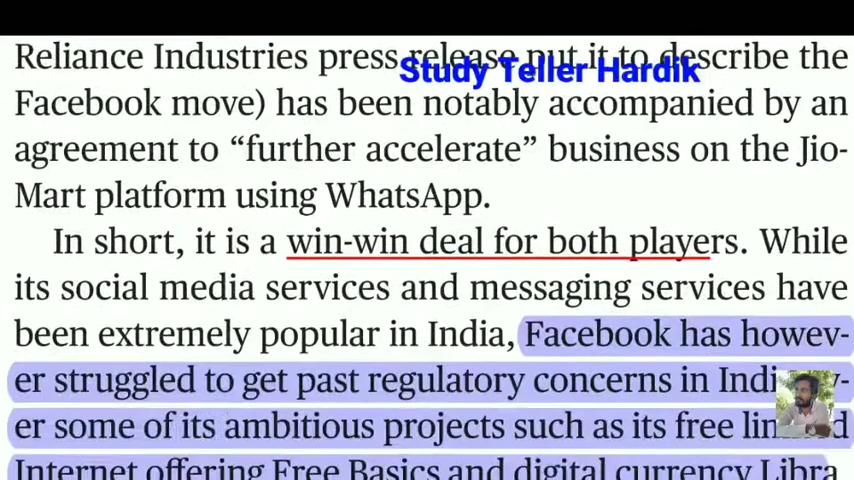 Reliance Industries press release put it to describe the
Study Teller Hardik
Facebook move) has been notably accompanied by an
agreement to “further accelerate” business on the Jio-
Mart platform using WhatsApp.
In short, it is a win-win deal for both players. While
its social media services and messaging services have
been extremely popular in India, Facebook has howev-
er struggled to get past regulatory concerns in
er some of its ambitious projects such as its free
Internet offering Free Basics and digital currency Libra